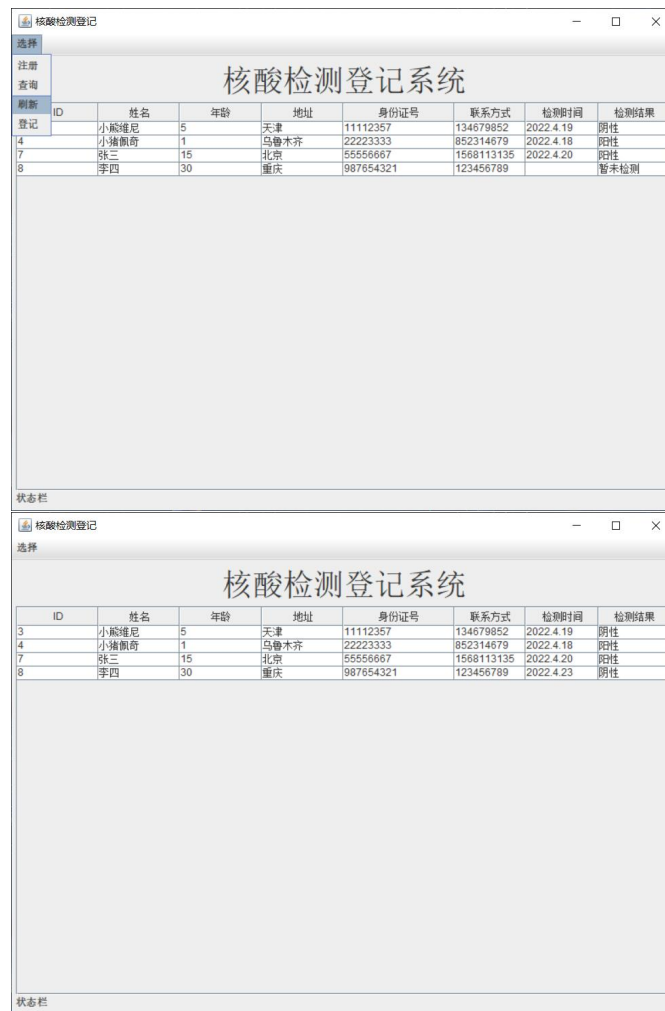 核酸检测登记
选择
注册
查询
刷新
登记
核酸检测登记系统
ID 姓名 年龄 地址 身份证号 联系方式 检测时间 检测结果
小熊维尼 5 天津 11112357 134679852 2022.4.19 阴性
4 小猪佩奇 1 乌鲁木齐 22223333 852314679 2022.4.18 阳性
7 张三 15 北京 55556667 1568113135 2022.4.20 阳性
8 李四 30 重庆 987654321 123456789 暂未检测
状态栏
核酸检测登记
选择
核酸检测登记系统
ID 姓名 年龄 地址 身份证号 联系方式 检测时间 检测结果
3 小熊维尼 5 天津 11112357 134679852 2022.4.19 阴性
4 小猪佩奇 1 乌鲁木齐 22223333 852314679 2022.4.18 阳性
7 张三 15 北京 55556667 1568113135 2022.4.20 阳性
8 李四 30 重庆 987654321 123456789 2022.4.23 阴性
状态栏